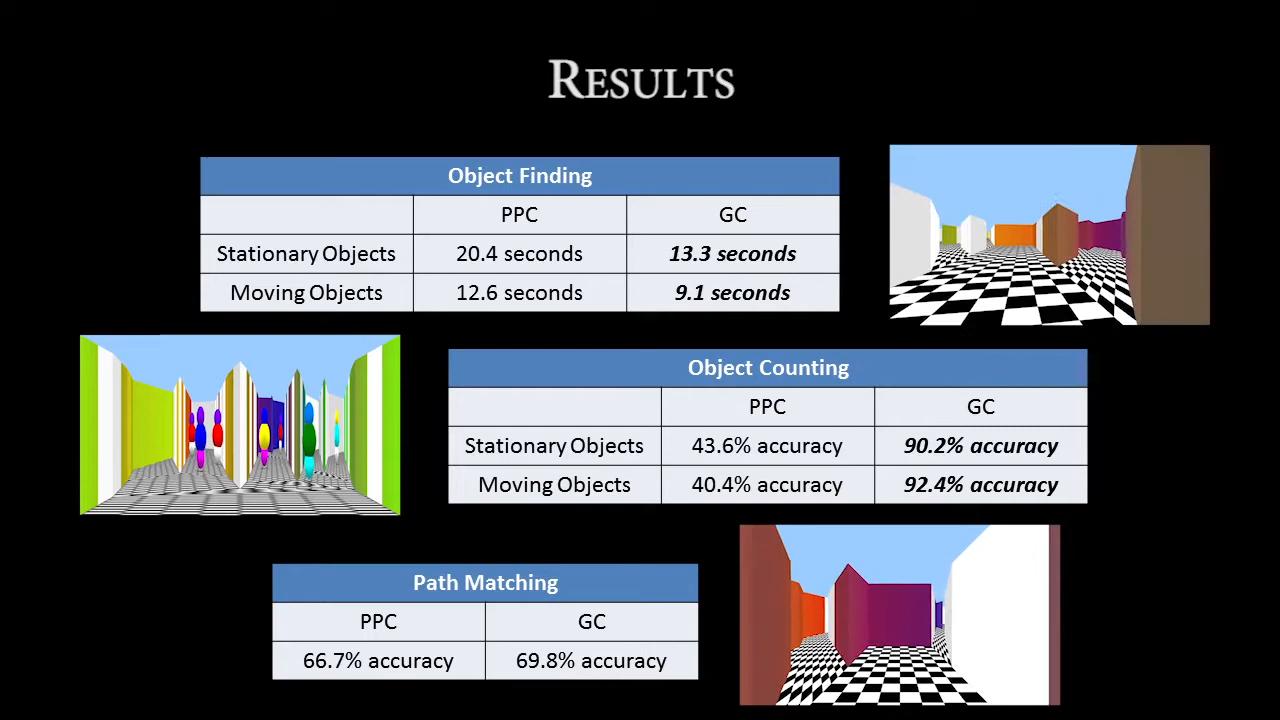 RESULTS
Object Finding
PPC GC
Stationary Objects 20.4 seconds 13.3 seconds
Moving Objects 12.6 seconds 9.1 seconds
Object Counting
PPC GC
Stationary Objects 43.6% accuracy 90.2% accuracy
Moving Objects 40.4% accuracy 92.4% accuracy
Path Matching
PPC GC
66.7% accuracy 69.8% accuracy